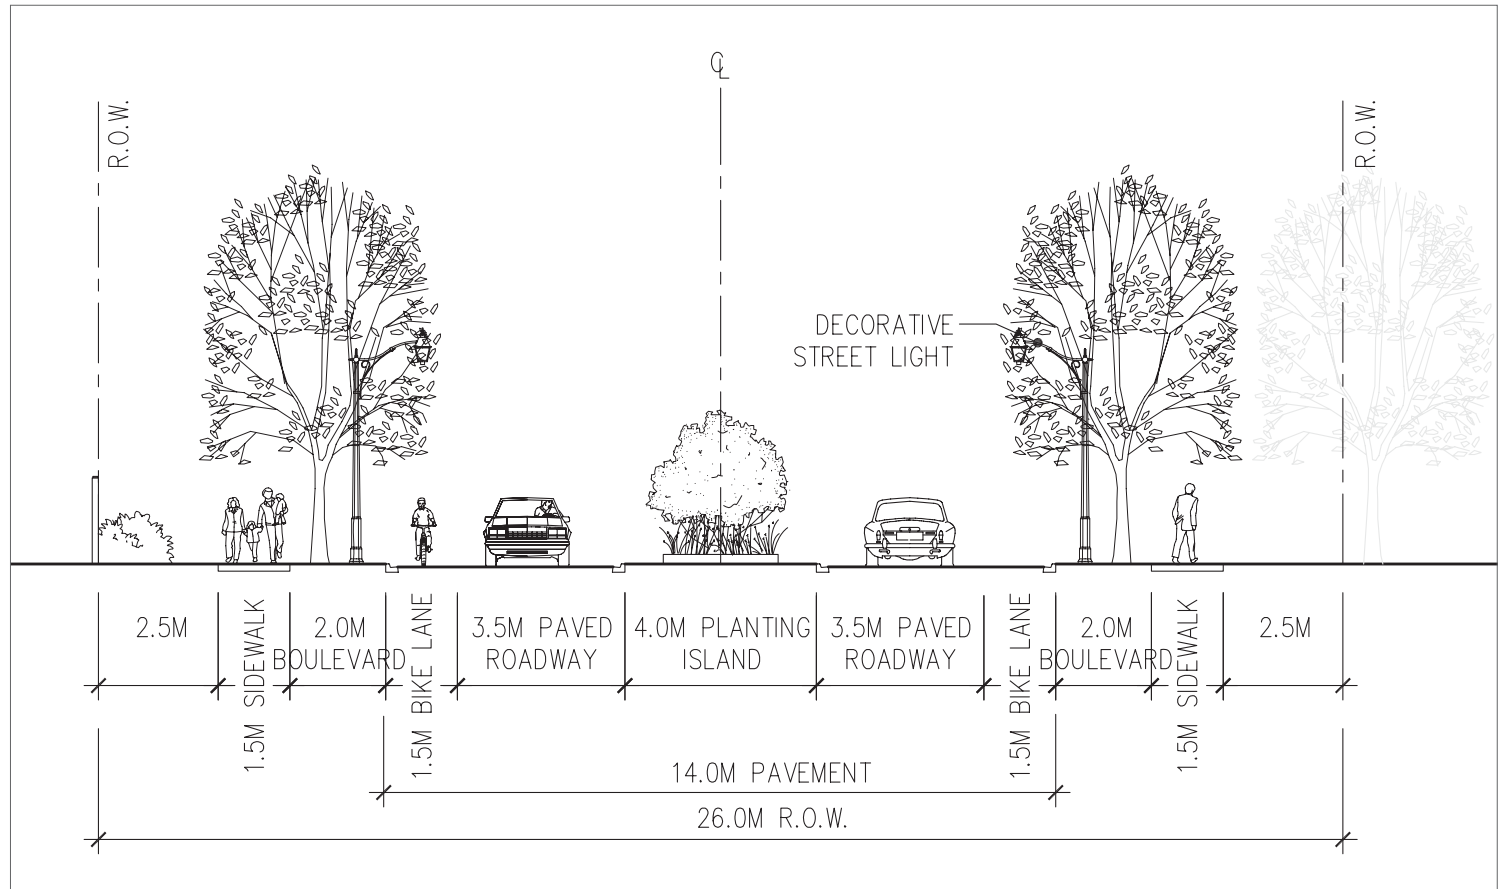 ℄
R.O.W.
R.O.W.
DECORATIVE
STREET LIGHT
2.5M
1.5M SIDEWALK
2.0M
BOULEVARD
1.5M BIKE LANE
3.5M PAVED
ROADWAY
4.0M PLANTING
ISLAND
3.5M PAVED
ROADWAY
1.5M BIKE LANE
2.0M
BOULEVARD
1.5M SIDEWALK
2.5M
14.0M PAVEMENT
26.0M R.O.W.